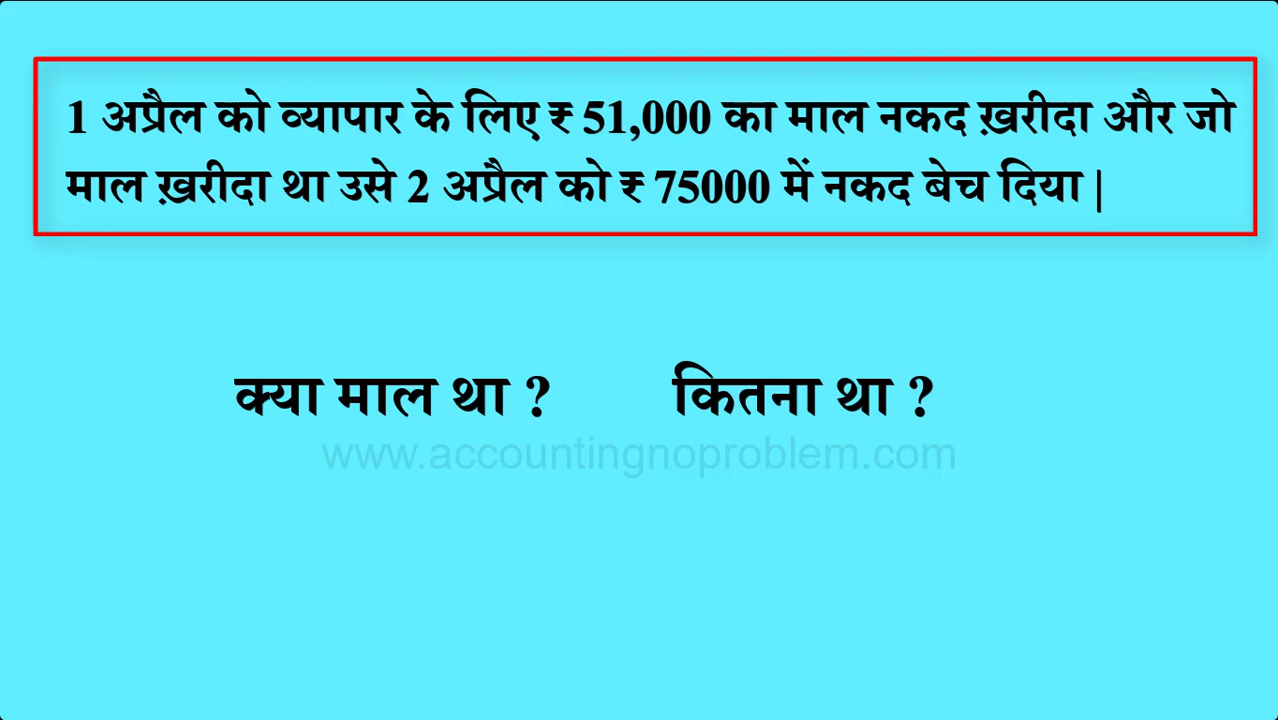 1 अप्रैल को व्यापार के लिए ₹ 51,000 का माल नकद ख़रीदा और जो
माल ख़रीदा था उसे 2 अप्रैल को ₹ 75000 में नकद बेच दिया |
क्या माल था ? कितना था ?
www.accountingnoproblem.com